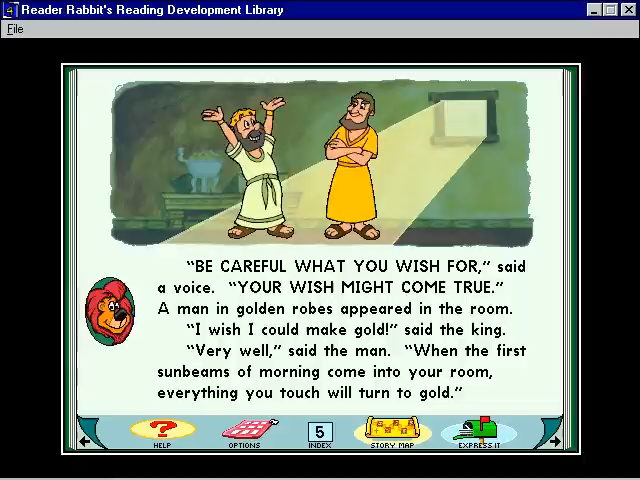 Reader Rabbit's Reading Development Library
File
“BE CAREFUL WHAT YOU WISH FOR,” said
a voice. “YOUR WISH MIGHT COME TRUE.”
A man in golden robes appeared in the room.
“I wish I could make gold!” said the king.
“Very well,” said the man. “When the first
sunbeams of morning come into your room,
everything you touch will turn to gold.”
?
5
HELP
OPTIONS
INDEX
STORY MAP
EXPRESS IT